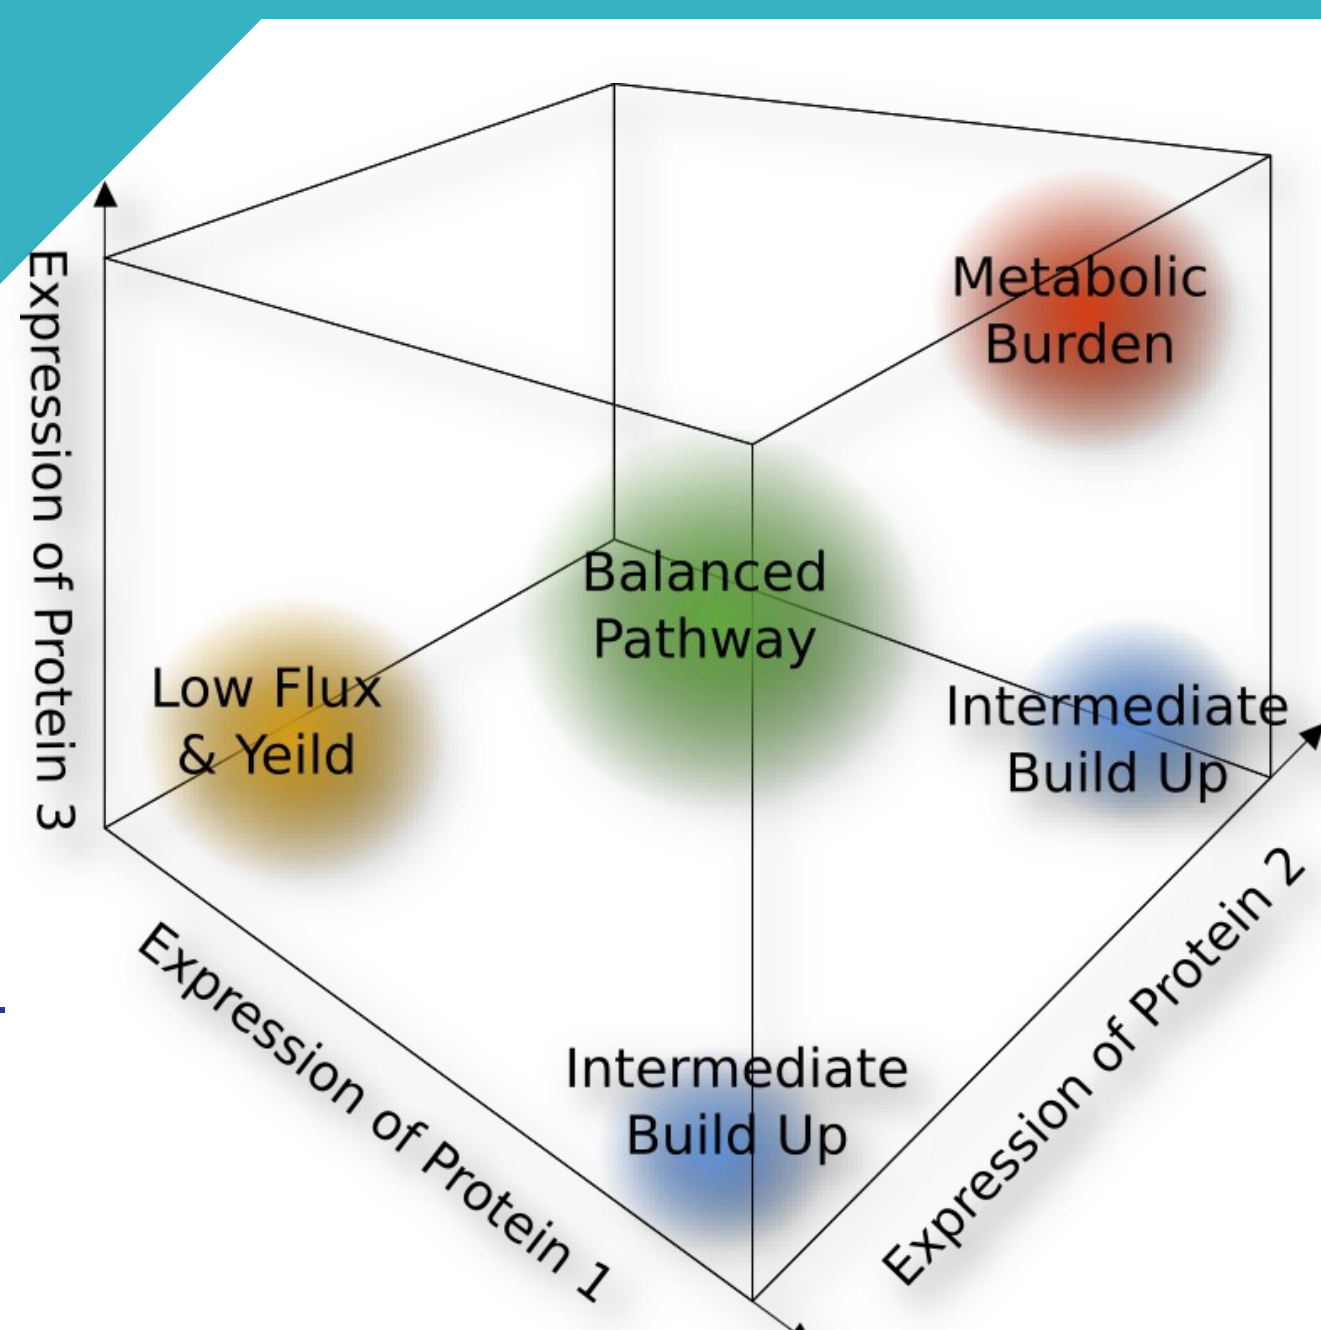 Metabolic
Burden
Expression of Protein 3
Balanced
Pathway
Low Flux
& Yeild
Intermediate
Build Up
Expression of Protein 2
Expression of Protein 1
Intermediate
Build Up